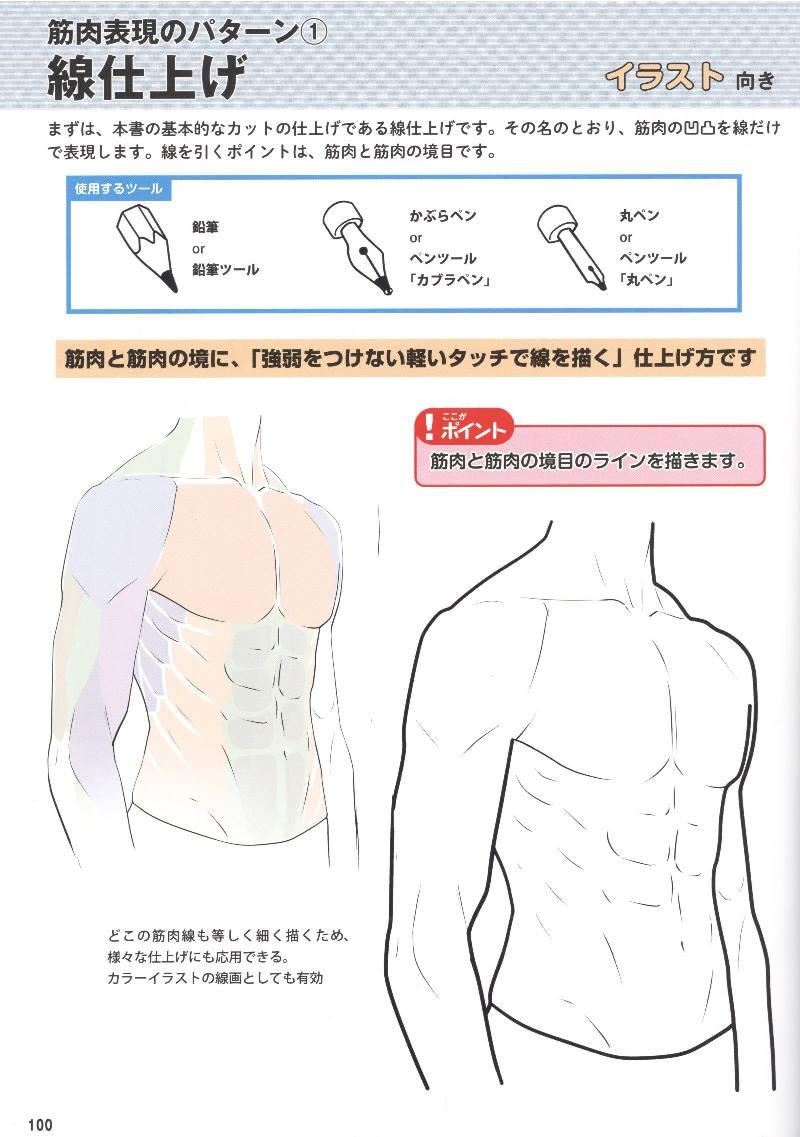 筋肉表現のパターン①
線仕上げ
イラスト 向き
まずは、本書の基本的なカットの仕上げである線仕上げです。その名のとおり、筋肉の凹凸を線だけ
で表現します。線を引くポイントは、筋肉と筋肉の境目です。
使用するツール
鉛筆
or
鉛筆ツール
かぶらペン
or
ペンツール
「カブラペン」
丸ペン
or
ペンツール
「丸ペン」
筋肉と筋肉の境に、「強弱をつけない軽いタッチで線を描く」仕上げ方です
ここが
!ポイント
筋肉と筋肉の境目のラインを描きます。
どこの筋肉線も等しく細く描くため、
様々な仕上げにも応用できる。
カラーイラストの線画としても有効
100